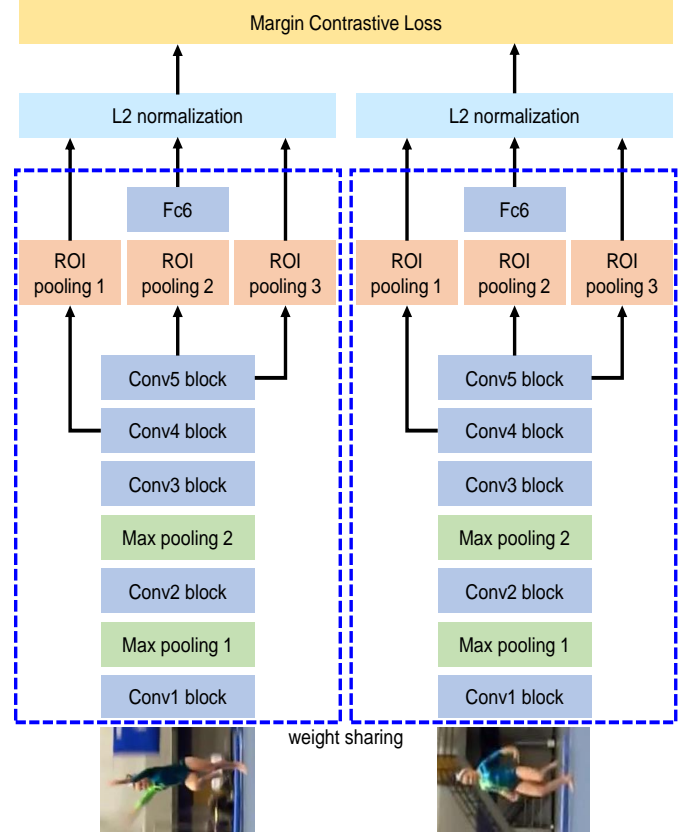 Margin Contrastive Loss
L2 normalization
L2 normalization
Fc6
Fc6
ROI
pooling 1
ROI
pooling 2
ROI
pooling 3
ROI
pooling 1
ROI
pooling 2
ROI
pooling 3
Conv5 block
Conv5 block
Conv4 block
Conv4 block
Conv3 block
Conv3 block
Max pooling 2
Max pooling 2
Conv2 block
Conv2 block
Max pooling 1
Max pooling 1
Conv1 block
Conv1 block
weight sharing